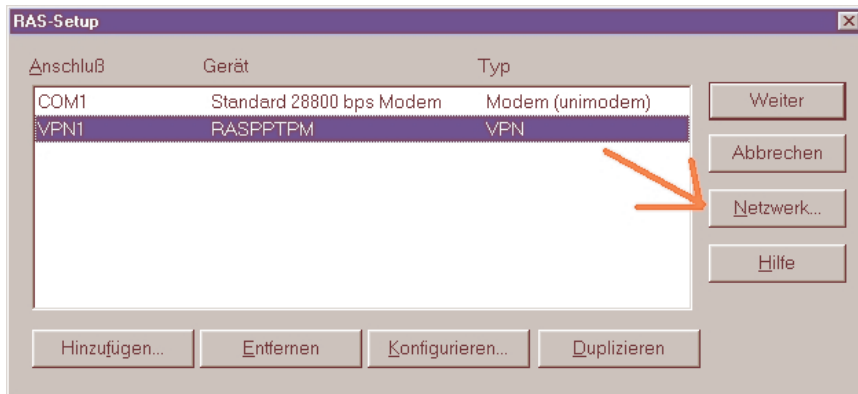 RAS-Setup
Anschluß Gerät Typ
COM1 Standard 28800 bps Modem Modem (unimodem)
VPN1 RASPPTPM VPN
Weiter
Abbrechen
Netzwerk...
Hilfe
Hinzufügen... Entfernen Konfigurieren... Duplizieren